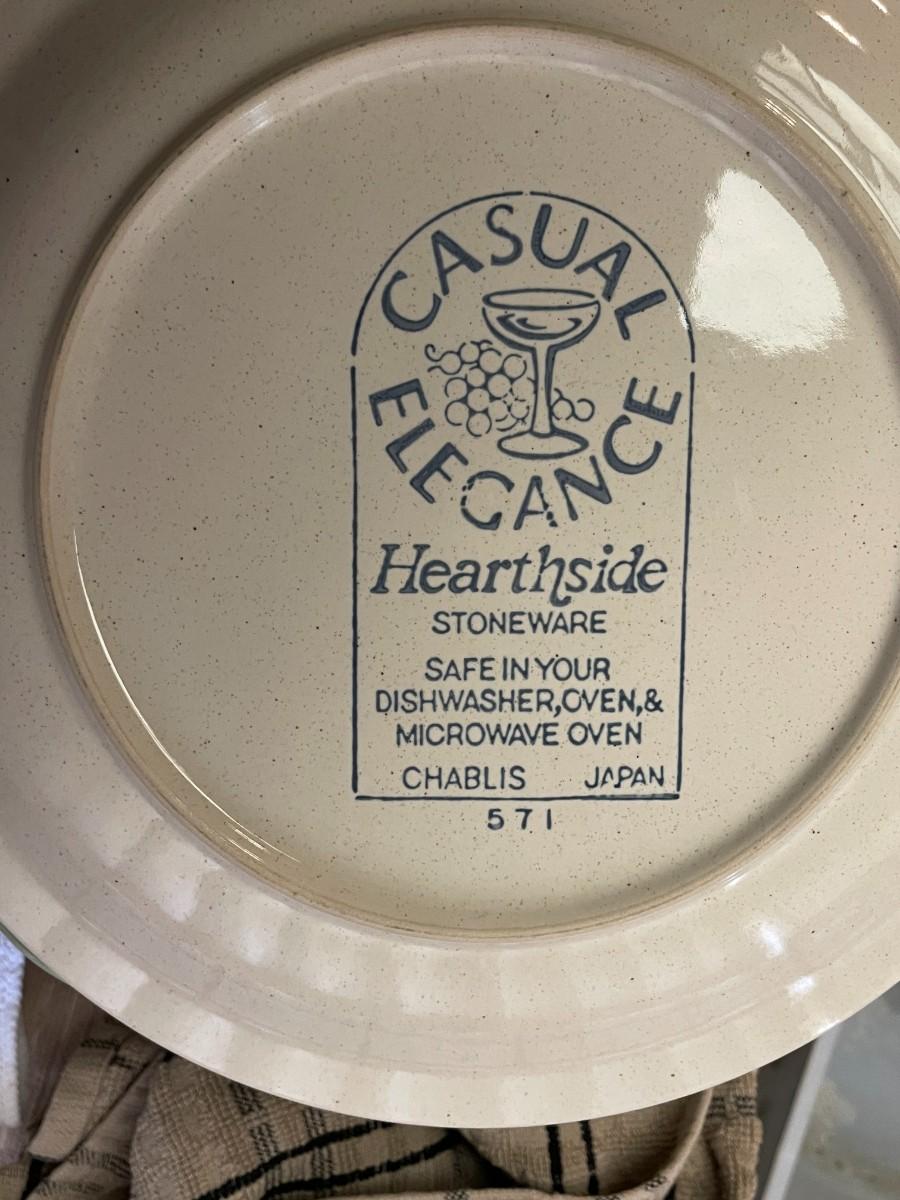 CASUAL
ELEGANCE
Hearthside
STONEWARE
SAFE IN YOUR
DISHWASHER, OVEN, &
MICROWAVE OVEN
CHABLIS JAPAN
571